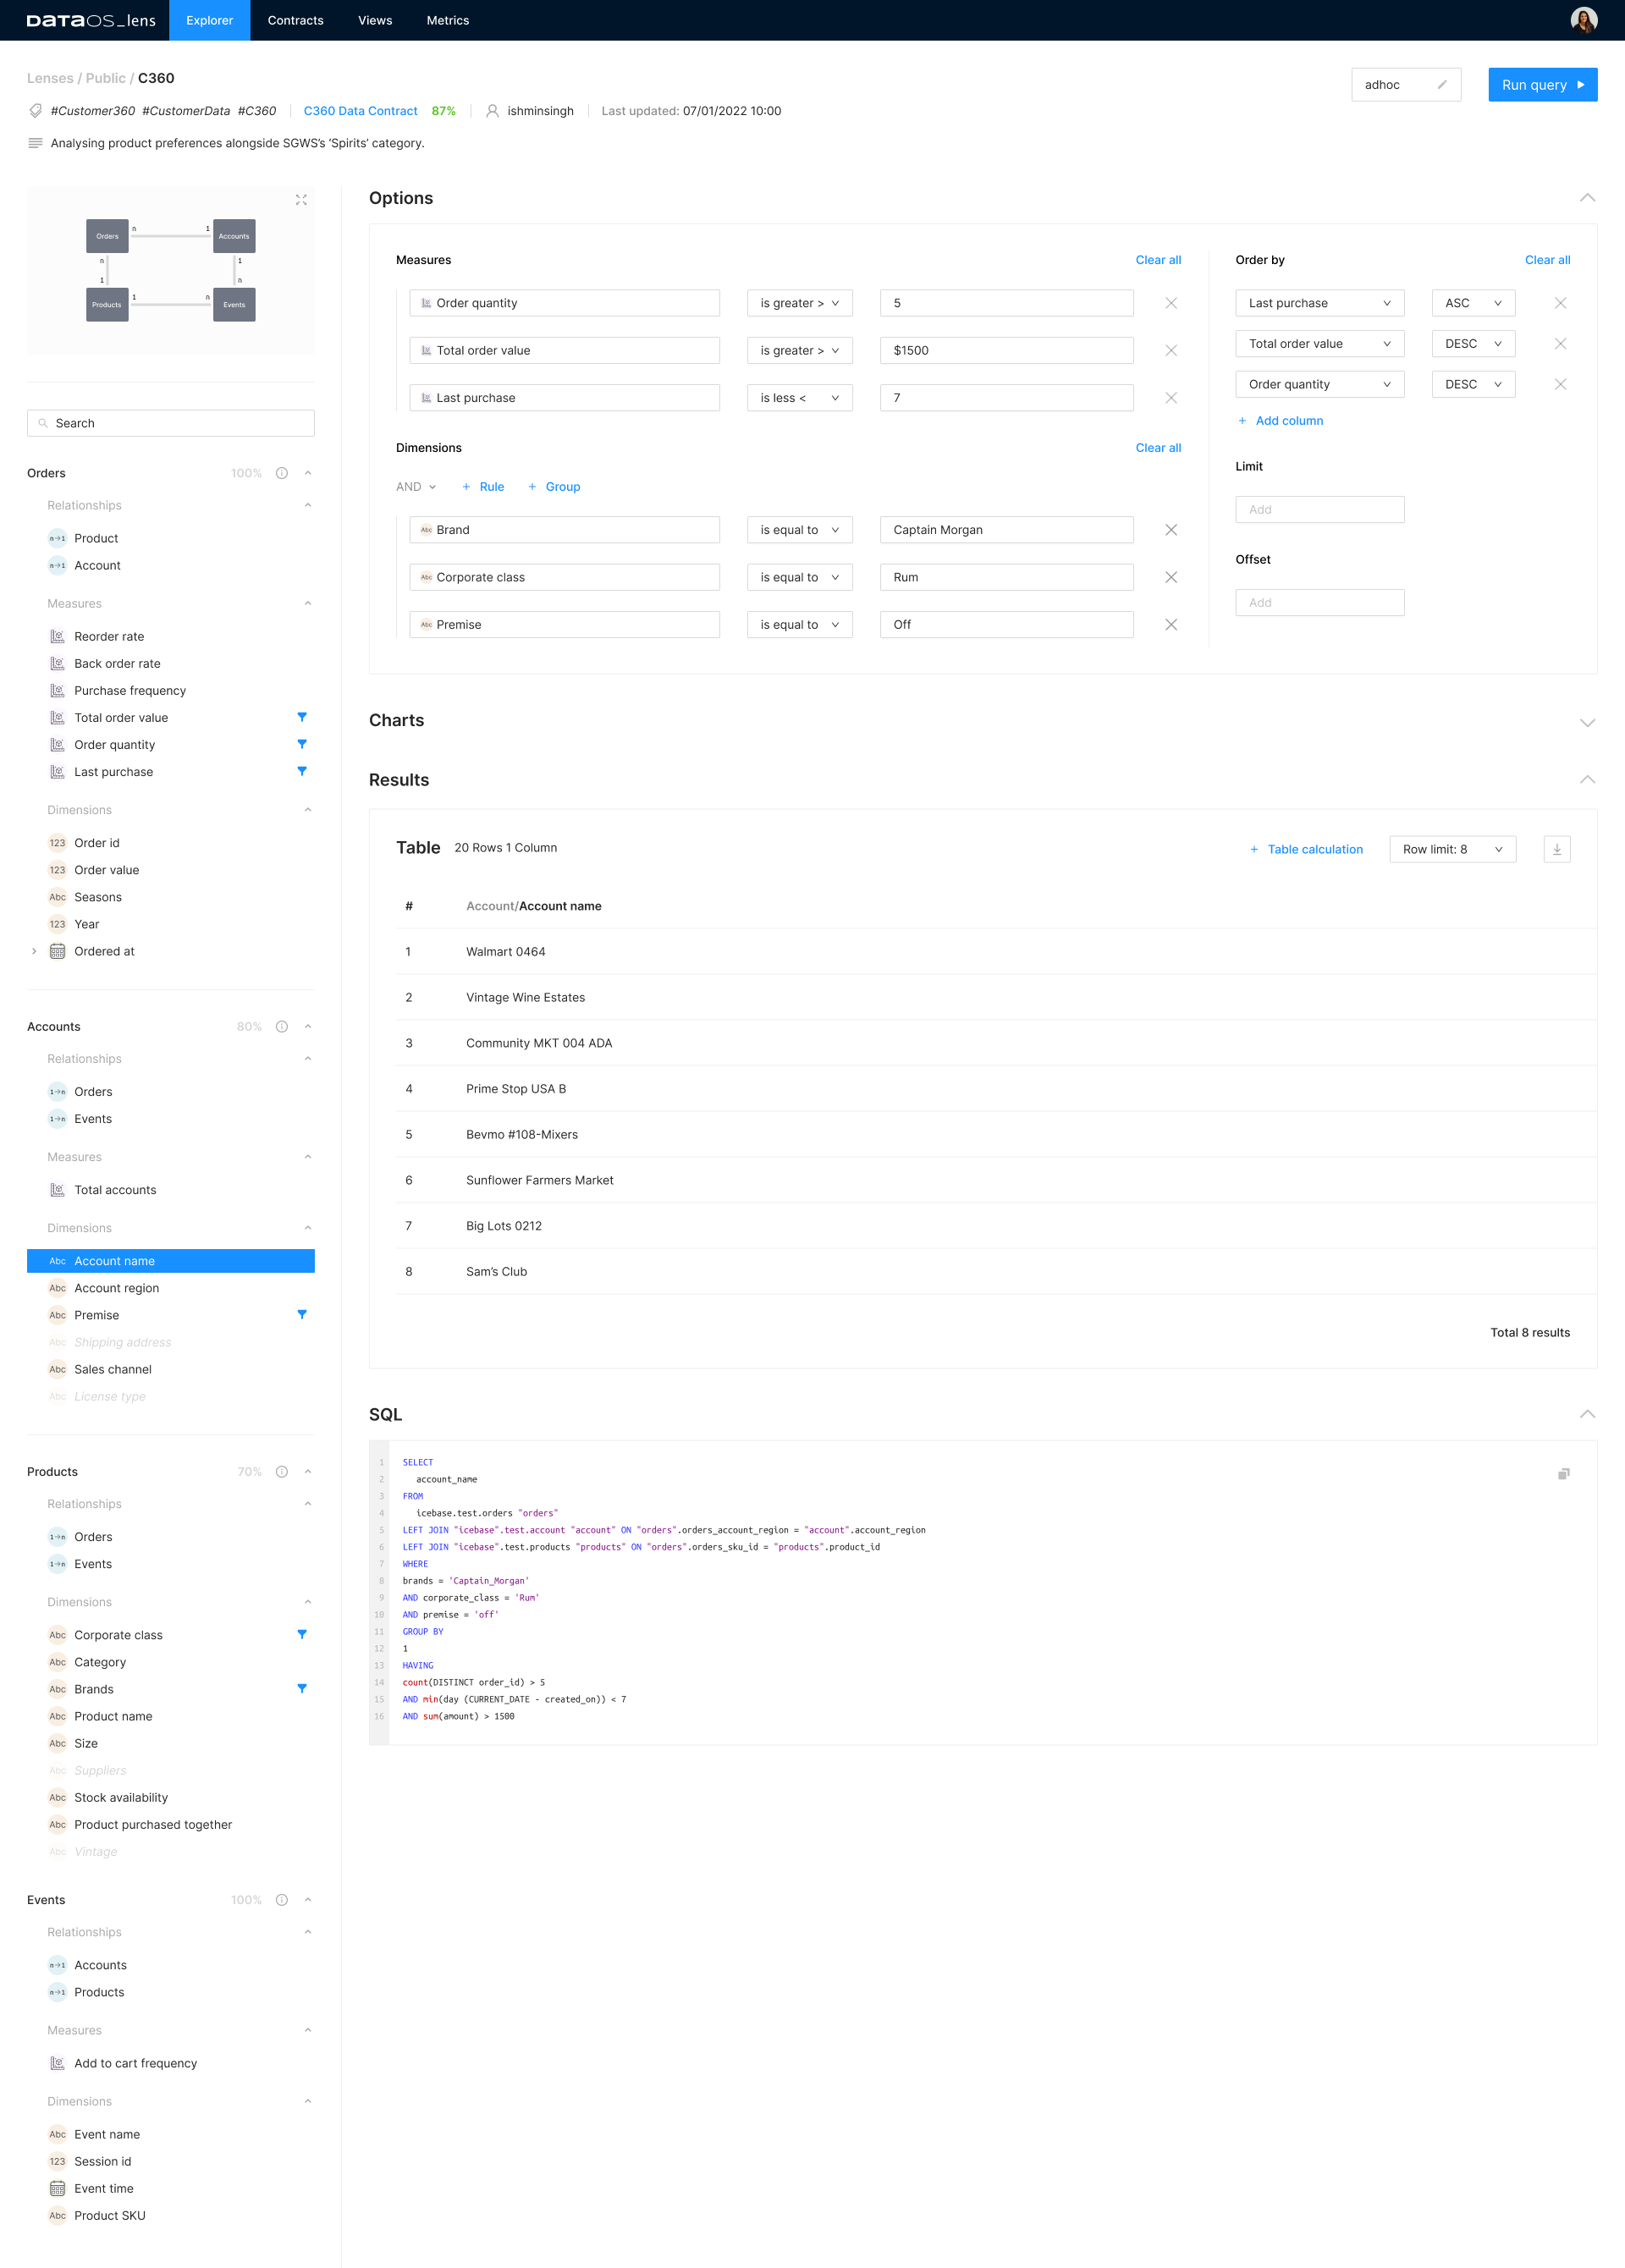 DATAOS_lens Explorer Contracts Views Metrics
Lenses / Public / C360
adhoc
Run query
#Customer360 #CustomerData #C360 C360 Data Contract 87% ishminsingh Last updated: 07/01/2022 10:00
Analysing product preferences alongside SGWS’s ‘Spirits’ category.
Orders n 1 Accounts
n 1
1 n
Products 1 n Events
Search
Orders 100%
Relationships
n→1 Product
n→1 Account
Measures
Reorder rate
Back order rate
Purchase frequency
Total order value
Order quantity
Last purchase
Dimensions
123 Order id
123 Order value
Abc Seasons
123 Year
Ordered at
Accounts 80%
Relationships
1→n Orders
1→n Events
Measures
Total accounts
Dimensions
Abc Account name
Abc Account region
Abc Premise
Abc Shipping address
Abc Sales channel
Abc License type
Products 70%
Relationships
1→n Orders
1→n Events
Dimensions
Abc Corporate class
Abc Category
Abc Brands
Abc Product name
Abc Size
Abc Suppliers
Abc Stock availability
Abc Product purchased together
Abc Vintage
Events 100%
Relationships
n→1 Accounts
n→1 Products
Measures
Add to cart frequency
Dimensions
Abc Event name
123 Session id
Event time
Abc Product SKU
Options
Measures Clear all
Order quantity is greater > 5
Total order value is greater > $1500
Last purchase is less < 7
Dimensions Clear all
AND + Rule + Group
Abc Brand is equal to Captain Morgan
Abc Corporate class is equal to Rum
Abc Premise is equal to Off
Order by Clear all
Last purchase ASC
Total order value DESC
Order quantity DESC
+ Add column
Limit
Add
Offset
Add
Charts
Results
Table 20 Rows 1 Column + Table calculation Row limit: 8
# Account/Account name
1 Walmart 0464
2 Vintage Wine Estates
3 Community MKT 004 ADA
4 Prime Stop USA B
5 Bevmo #108-Mixers
6 Sunflower Farmers Market
7 Big Lots 0212
8 Sam’s Club
Total 8 results
SQL
1 SELECT
2 account_name
3 FROM
4 icebase.test.orders "orders"
5 LEFT JOIN "icebase".test.account "account" ON "orders".orders_account_region = "account".account_region
6 LEFT JOIN "icebase".test.products "products" ON "orders".orders_sku_id = "products".product_id
7 WHERE
8 brands = 'Captain_Morgan'
9 AND corporate_class = 'Rum'
10 AND premise = 'off'
11 GROUP BY
12 1
13 HAVING
14 count(DISTINCT order_id) > 5
15 AND min(day (CURRENT_DATE - created_on)) < 7
16 AND sum(amount) > 1500